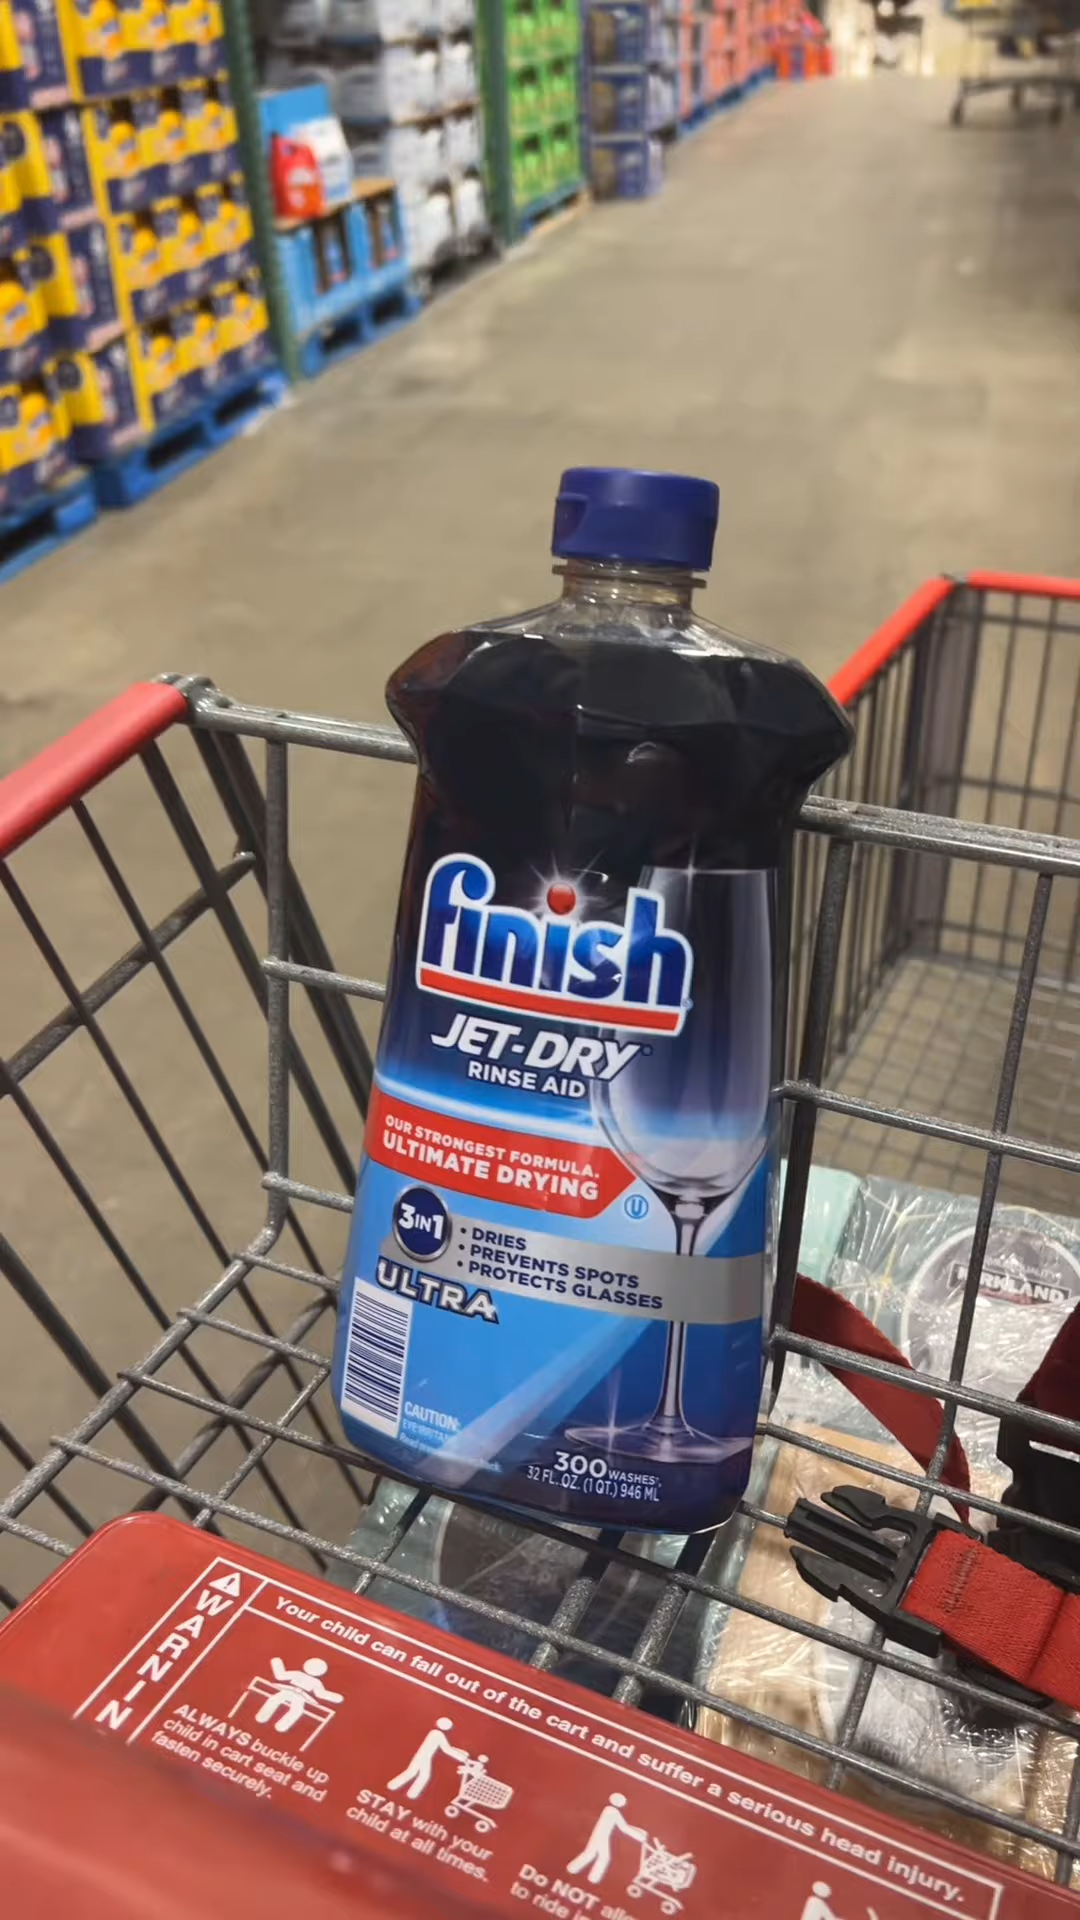 finish
JET-DRY
RINSE AID
OUR STRONGEST FORMULA.
ULTIMATE DRYING
U
3IN1
• DRIES
• PREVENTS SPOTS
• PROTECTS GLASSES
ULTRA
CAUTION:
300 WASHES*
32 FL. OZ. (1 QT.) 946 ML
KIRKLAND
WARNIN
Your child can fall out of the cart and suffer a serious head injury.
ALWAYS buckle up
child in cart seat and
fasten securely.
STAY with your
child at all times.
Do NOT
to ride